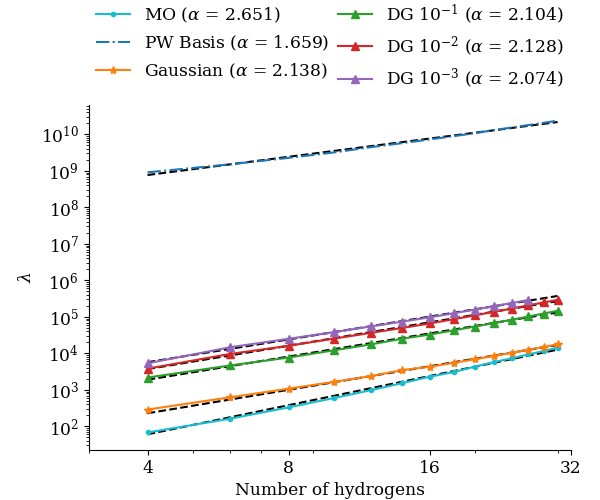 MO (α = 2.651)
PW Basis (α = 1.659)
Gaussian (α = 2.138)
DG 10⁻¹ (α = 2.104)
DG 10⁻² (α = 2.128)
DG 10⁻³ (α = 2.074)
10¹⁰
10⁹
10⁸
10⁷
10⁶
10⁵
10⁴
10³
10²
λ
4 8 16 32
Number of hydrogens